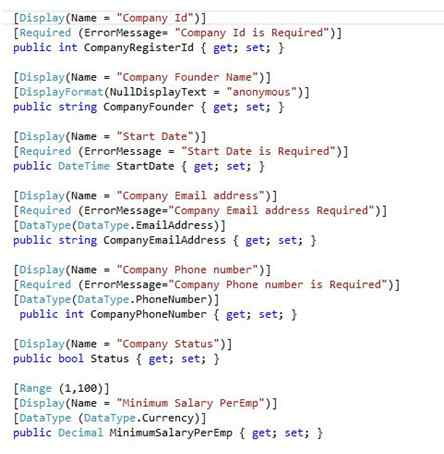 [Display(Name = "Company Id")]
[Required (ErrorMessage= "Company Id is Required")]
public int CompanyRegisterId { get; set; }
[Display(Name = "Company Founder Name")]
[DisplayFormat(NullDisplayText = "anonymous")]
public string CompanyFounder { get; set; }
[Display(Name = "Start Date")]
[Required (ErrorMessage = "Start Date is Required")]
public DateTime StartDate { get; set; }
[Display(Name = "Company Email address")]
[Required (ErrorMessage="Company Email address Required")]
[DataType(DataType.EmailAddress)]
public string CompanyEmailAddress { get; set; }
[Display(Name = "Company Phone number")]
[Required (ErrorMessage="Company Phone number is Required")]
[DataType(DataType.PhoneNumber)]
public int CompanyPhoneNumber { get; set; }
[Display(Name = "Company Status")]
public bool Status { get; set; }
[Range (1,100)]
[Display(Name = "Minimum Salary PerEmp")]
[DataType (DataType.Currency)]
public Decimal MinimumSalaryPerEmp { get; set; }